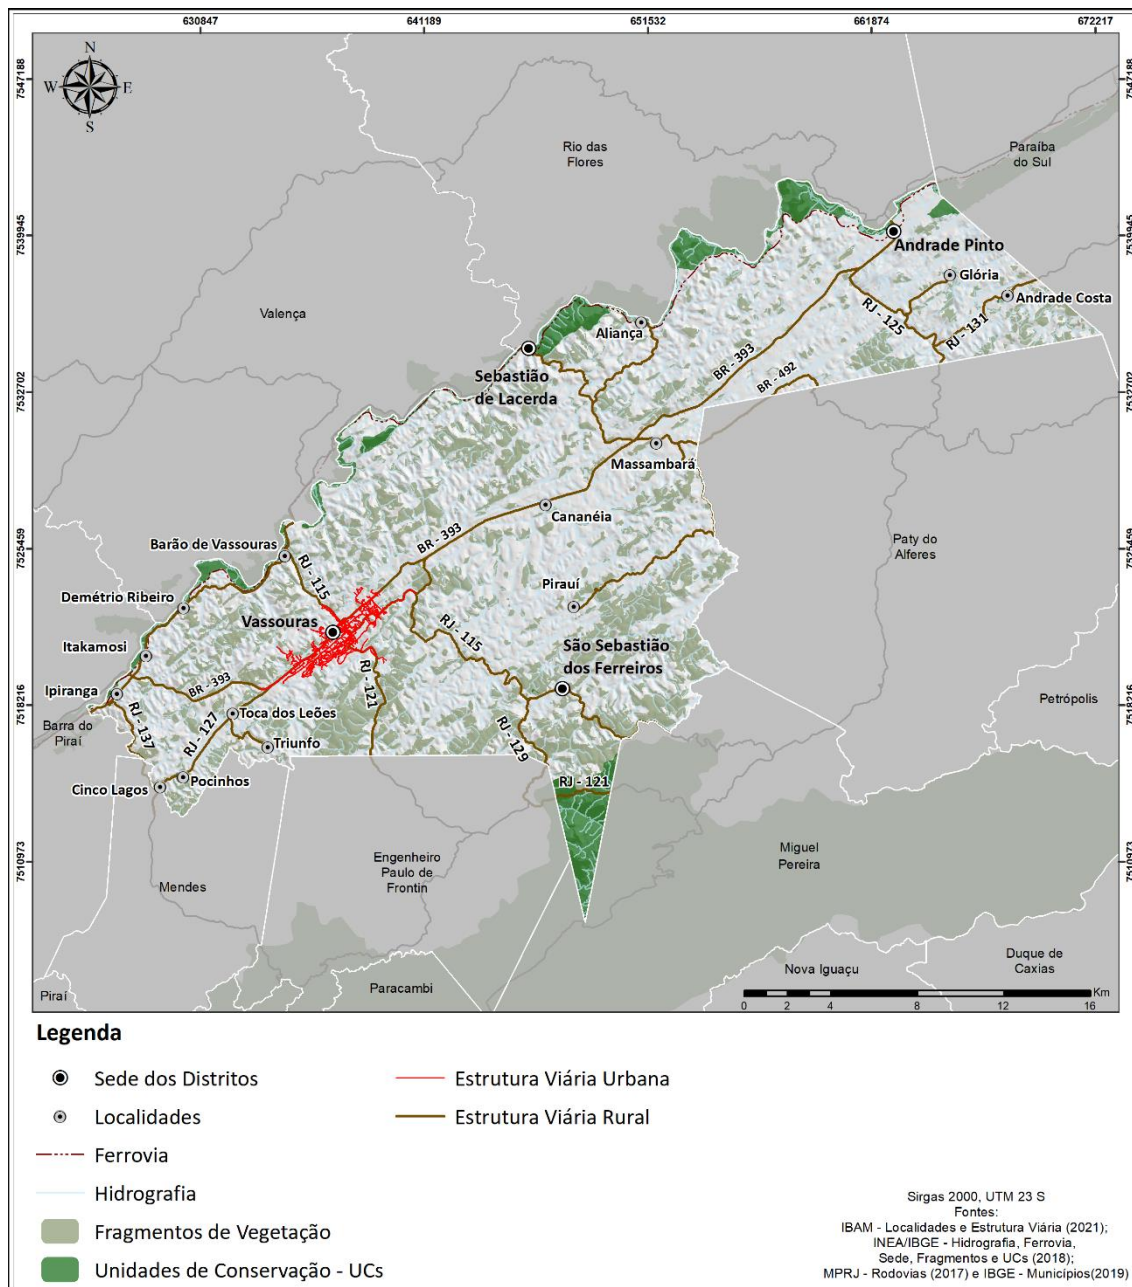 630847
641189
651532
661874
672217
7547188
7547188
N
W
E
S
Rio das
Flores
Paraíba
do Sul
7539945
7539945
Andrade Pinto
Glória
Andrade Costa
Valença
Aliança
RJ - 125
RJ - 131
Sebastião
de Lacerda
BR - 393
BR - 492
7532702
7532702
Massambará
Cananéia
BR - 393
Paty do
Alferes
7525459
7525459
Barão de Vassouras
RJ - 115
Demétrio Ribeiro
Pirauí
Vassouras
RJ - 115
São Sebastião
dos Ferreiros
Itakamosi
RJ - 121
Ipiranga
BR - 393
Petrópolis
7518216
7518216
Barra do
Piraí
RJ - 137
RJ - 127
Toca dos Leões
Triunfo
RJ - 129
Cinco Lagos
Pocinhos
RJ - 121
7510973
7510973
Engenheiro
Paulo de
Frontin
Miguel
Pereira
Mendes
Duque de
Caxias
Nova Iguaçu
Piraí
Paracambi
Km
0 2 4 8 12 16
Legenda
Sede dos Distritos
Estrutura Viária Urbana
Localidades
Estrutura Viária Rural
Ferrovia
Hidrografia
Fragmentos de Vegetação
Unidades de Conservação - UCs
Sirgas 2000, UTM 23 S
Fontes:
IBAM - Localidades e Estrutura Viária (2021);
INEA/IBGE - Hidrografia, Ferrovia,
Sede, Fragmentos e UCs (2018);
MPRJ - Rodovias (2017) e IBGE - Municípios(2019)